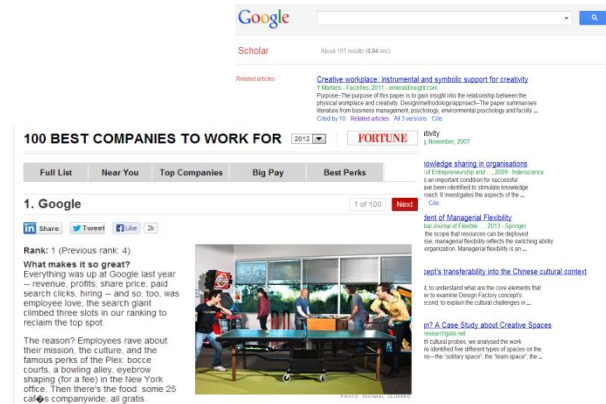 Google
Scholar
About 101 results (0.04 sec)
Related articles
Creative workplace: instrumental and symbolic support for creativity
Y Martens - Facilities, 2011 - emeraldinsight.com
Purpose–The purpose of this paper is to gain insight into the relationship between the
physical workplace and creativity. Design/methodology/approach–The paper summarises
literature from business management, psychology, environmental psychology and facility ...
Cited by 10 Related articles All 3 versions Cite
g, November, 2007
nowledge sharing in organisations
of Entrepreneurship and ..., 2009 - Inderscience
s an important condition for successful
ave been identified to stimulate knowledge
roach. It investigates the aspects of the ...
Cite
dent of Managerial Flexibility
bal Journal of Flexible ..., 2013 - Springer
the scope that resources can be deployed
nse, managerial flexibility reflects the switching ability
organization. Managerial flexibility is an ...
cept's transferability into the Chinese cultural context
t, to understand what are the core elements that
er to examine Design Factory concept's
cond, to explain the cultural challenges in ...
n? A Case Study about Creative Spaces
researchgate.net
th cultural probes, we analysed the work
e identified five different types of spaces on the
ns—the "solitary space", the "team space", the ...
100 BEST COMPANIES TO WORK FOR 2012 FORTUNE
Full List Near You Top Companies Big Pay Best Perks
1. Google 1 of 100 Next
in Share Tweet Like 2k
Rank: 1 (Previous rank: 4)
What makes it so great?
Everything was up at Google last year
-- revenue, profits, share price, paid
search clicks, hiring -- and so, too, was
employee love; the search giant
climbed three slots in our ranking to
reclaim the top spot.
The reason? Employees rave about
their mission, the culture, and the
famous perks of the Plex: bocce
courts, a bowling alley, eyebrow
shaping (for a fee) in the New York
office. Then there's the food: some 25
caf�s companywide, all gratis.